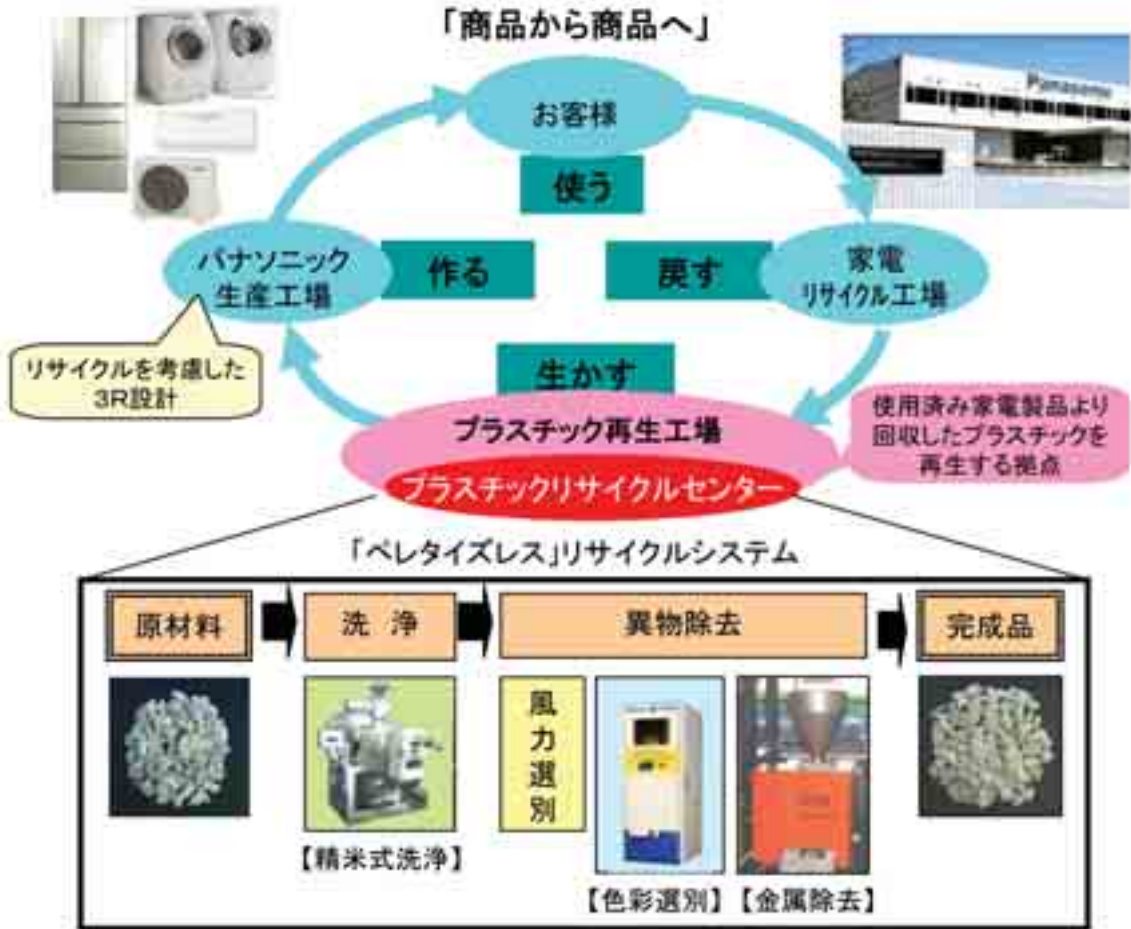 「商品から商品へ」
お客様
Panasonic
使う
パナソニック
生産工場
作る
戻す
家電
リサイクル工場
リサイクルを考慮した
3R設計
生かす
プラスチック再生工場
プラスチックリサイクルセンター
使用済み家電製品より
回収したプラスチックを
再生する拠点
「ペレタイズレス」リサイクルシステム
原材料
洗 浄
異物除去
完成品
風力選別
【精米式洗浄】
【色彩選別】
【金属除去】